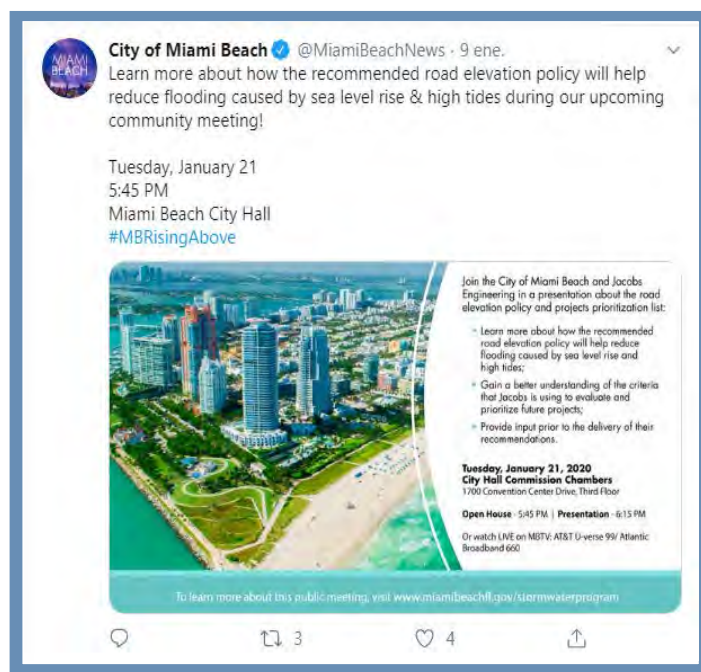 MIAMI
BEACH
City of Miami Beach @MiamiBeachNews · 9 ene.
Learn more about how the recommended road elevation policy will help
reduce flooding caused by sea level rise & high tides during our upcoming
community meeting!
Tuesday, January 21
5:45 PM
Miami Beach City Hall
#MBRisingAbove
Join the City of Miami Beach and Jacobs
Engineering in a presentation about the road
elevation policy and projects prioritization list:
• Learn more about how the recommended
road elevation policy will help reduce
flooding caused by sea level rise and
high tides;
• Gain a better understanding of the criteria
that Jacobs is using to evaluate and
prioritize future projects;
• Provide input prior to the delivery of their
recommendations.
Tuesday, January 21, 2020
City Hall Commission Chambers
1700 Convention Center Drive, Third Floor
Open House - 5:45 PM | Presentation - 6:15 PM
Or watch LIVE on MBTV: AT&T U-verse 99/ Atlantic
Broadband 660
To learn more about this public meeting, visit www.miamibeachfl.gov/stormwaterprogram
3
4